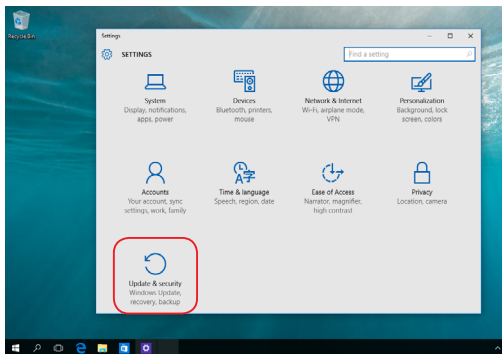 Recycle Bin
Settings
SETTINGS
Find a setting
System
Display, notifications,
apps, power
Devices
Bluetooth, printers,
mouse
Network & Internet
Wi-Fi, airplane mode,
VPN
Personalization
Background, lock
screen, colors
Accounts
Your account, sync
settings, work, family
Time & language
Speech, region, date
Ease of Access
Narrator, magnifier,
high contrast
Privacy
Location, camera
Update & security
Windows Update,
recovery, backup